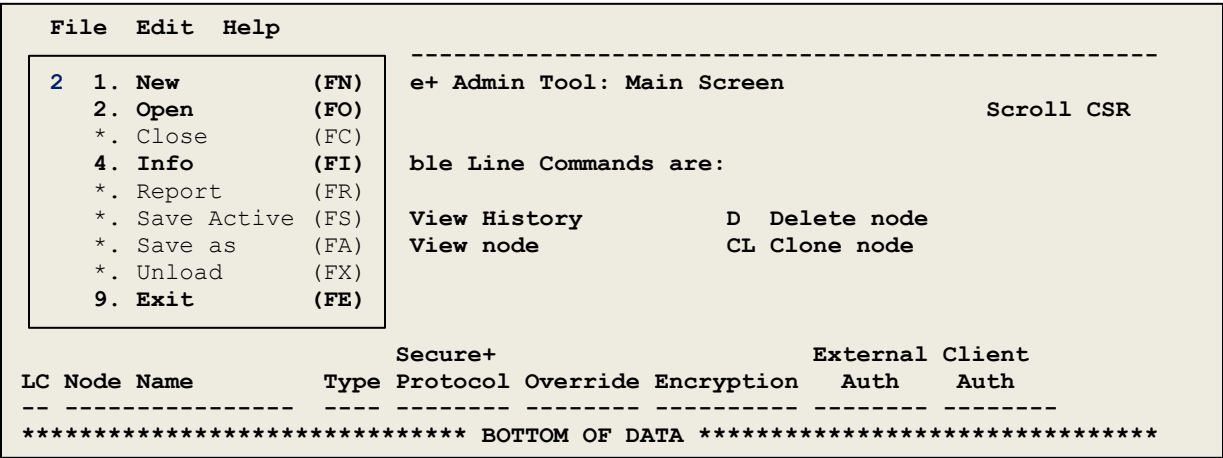 File  Edit  Help
--------------------------------------------------
2  1. New          (FN)   e+ Admin Tool: Main Screen
2. Open         (FO)                                        Scroll CSR
*. Close        (FC)
4. Info         (FI)   ble Line Commands are:
*. Report       (FR)
*. Save Active (FS)   View History          D  Delete node
*. Save as      (FA)   View node             CL Clone node
*. Unload       (FX)
9. Exit         (FE)
Secure+                             External Client
LC Node Name         Type Protocol Override Encryption   Auth    Auth
-- ---------------- ---- -------- -------- ---------- -------- --------
******************************* BOTTOM OF DATA ********************************